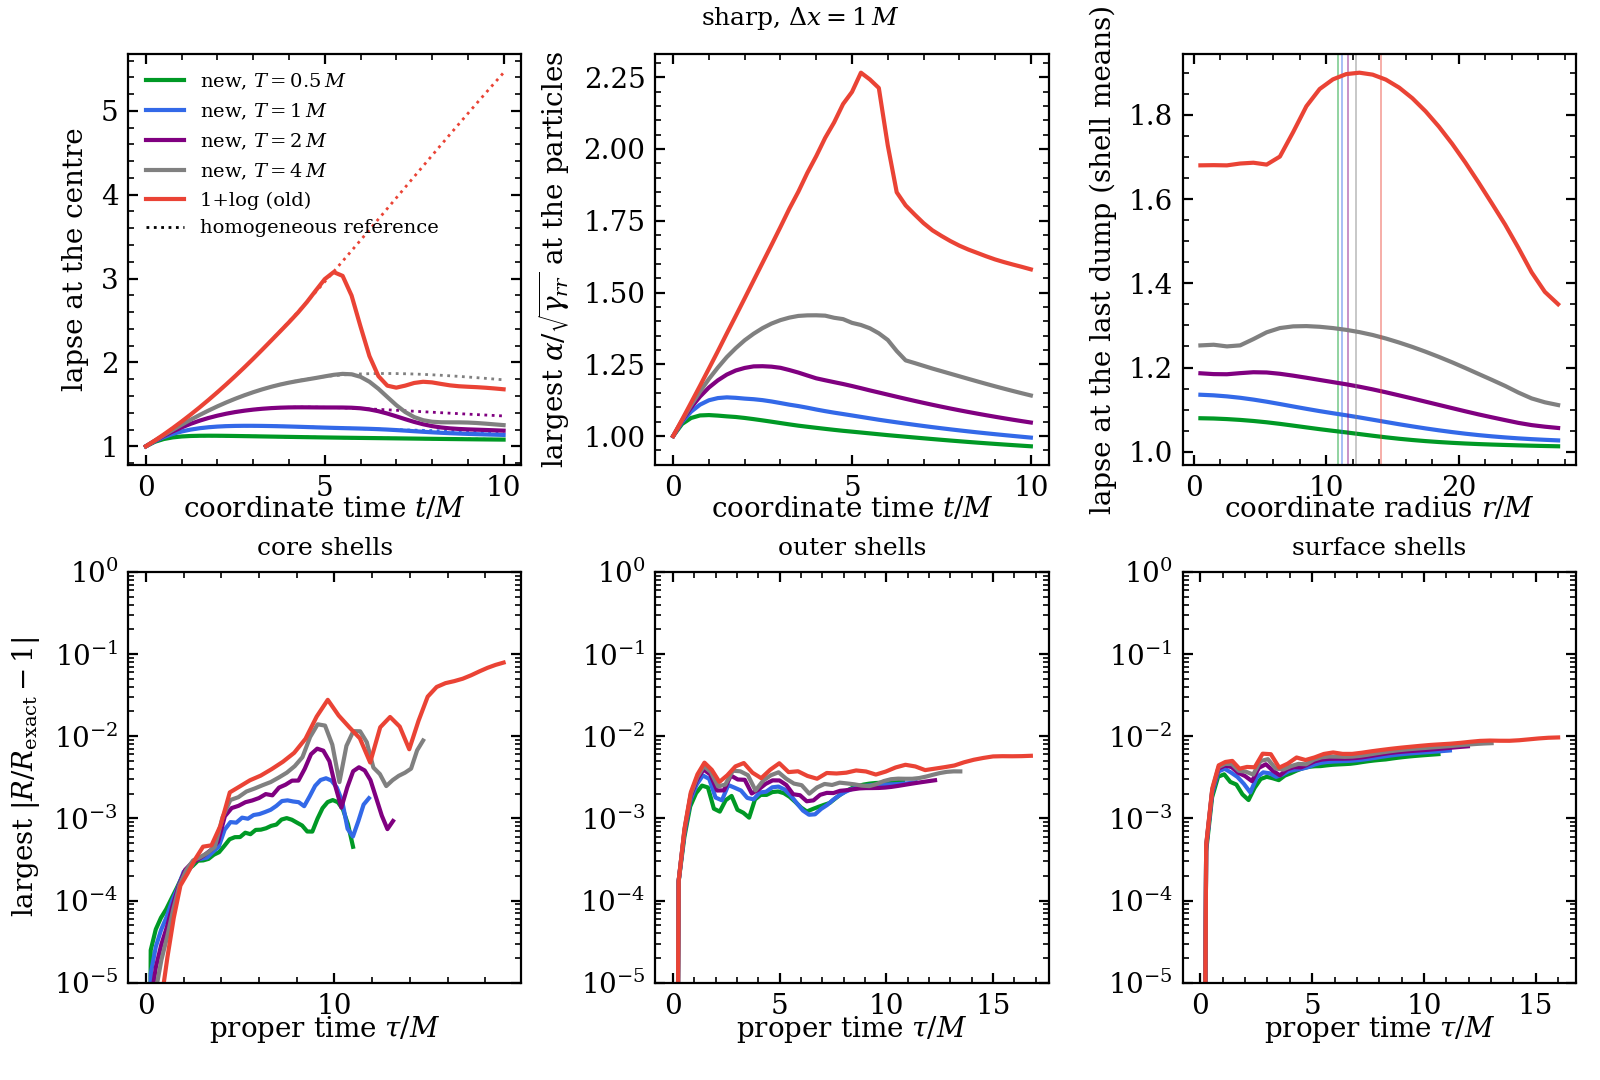 sharp, Δx = 1 M
lapse at the centre
new, T = 0.5 M
new, T = 1 M
new, T = 2 M
new, T = 4 M
1+log (old)
homogeneous reference
5
4
3
2
1
0 5 10
coordinate time t/M
largest α/√γrr at the particles
2.25
2.00
1.75
1.50
1.25
1.00
0 5 10
coordinate time t/M
lapse at the last dump (shell means)
1.8
1.6
1.4
1.2
1.0
0 10 20
coordinate radius r/M
core shells
largest |R/Rexact − 1|
10⁰
10⁻¹
10⁻²
10⁻³
10⁻⁴
10⁻⁵
0 10
proper time τ/M
outer shells
10⁰
10⁻¹
10⁻²
10⁻³
10⁻⁴
10⁻⁵
0 5 10 15
proper time τ/M
surface shells
10⁰
10⁻¹
10⁻²
10⁻³
10⁻⁴
10⁻⁵
0 5 10 15
proper time τ/M